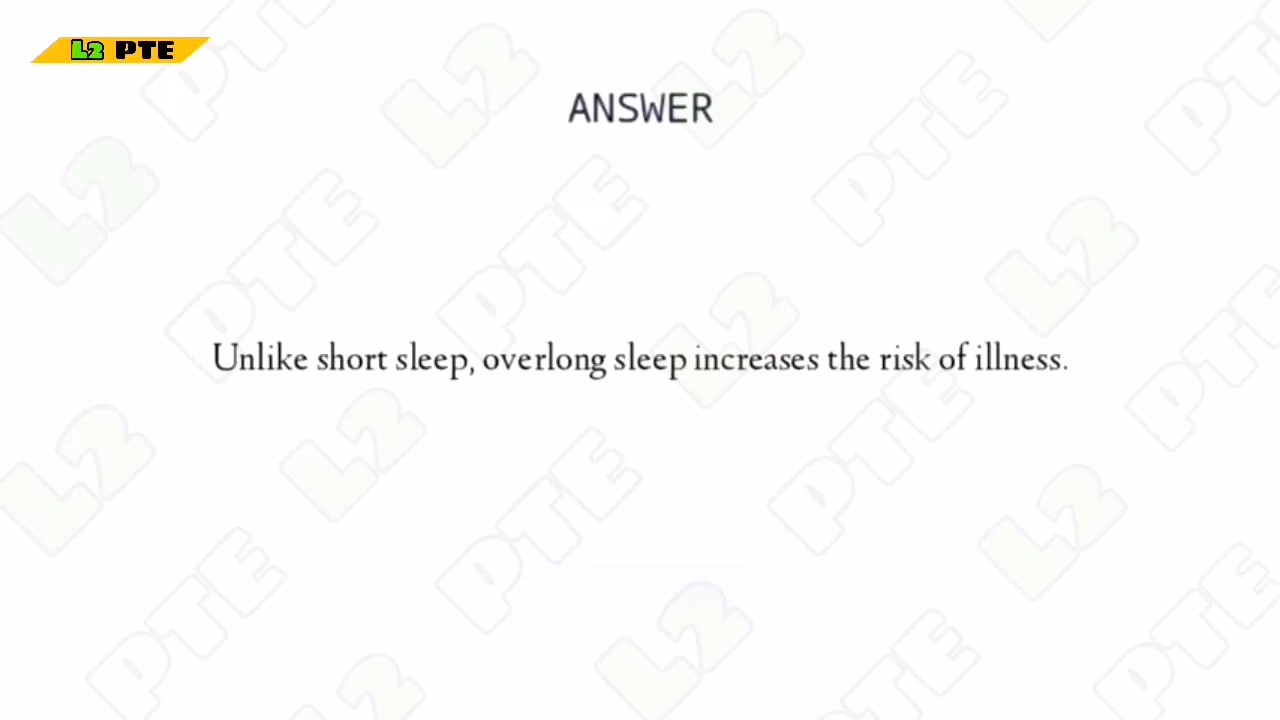 L2 PTE
ANSWER
Unlike short sleep, overlong sleep increases the risk of illness.